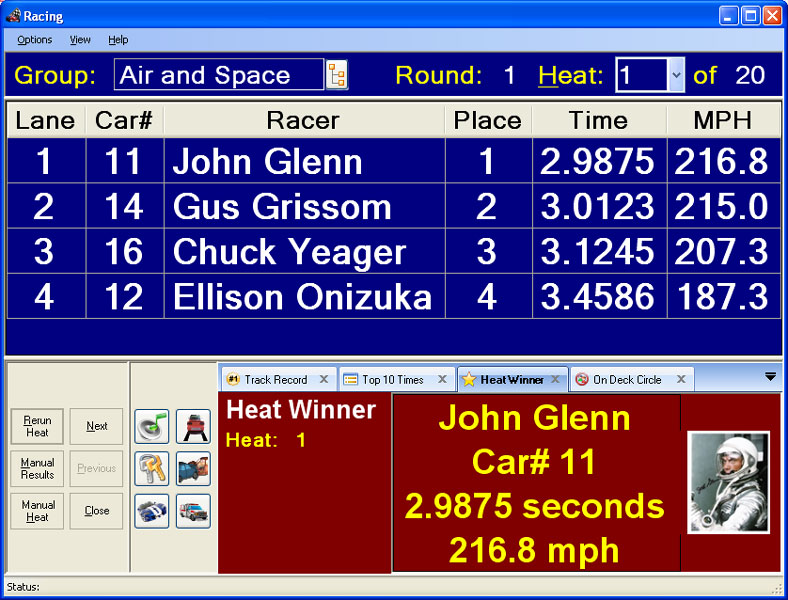 Racing
Options View Help
Group: Air and Space Round: 1 Heat: 1 of 20
Lane Car# Racer Place Time MPH
1 11 John Glenn 1 2.9875 216.8
2 14 Gus Grissom 2 3.0123 215.0
3 16 Chuck Yeager 3 3.1245 207.3
4 12 Ellison Onizuka 4 3.4586 187.3
#1 Track Record Top 10 Times Heat Winner On Deck Circle
Rerun Heat
Next
Manual Results
Previous
Manual Heat
Close
Heat Winner
Heat: 1
John Glenn
Car# 11
2.9875 seconds
216.8 mph
Status: